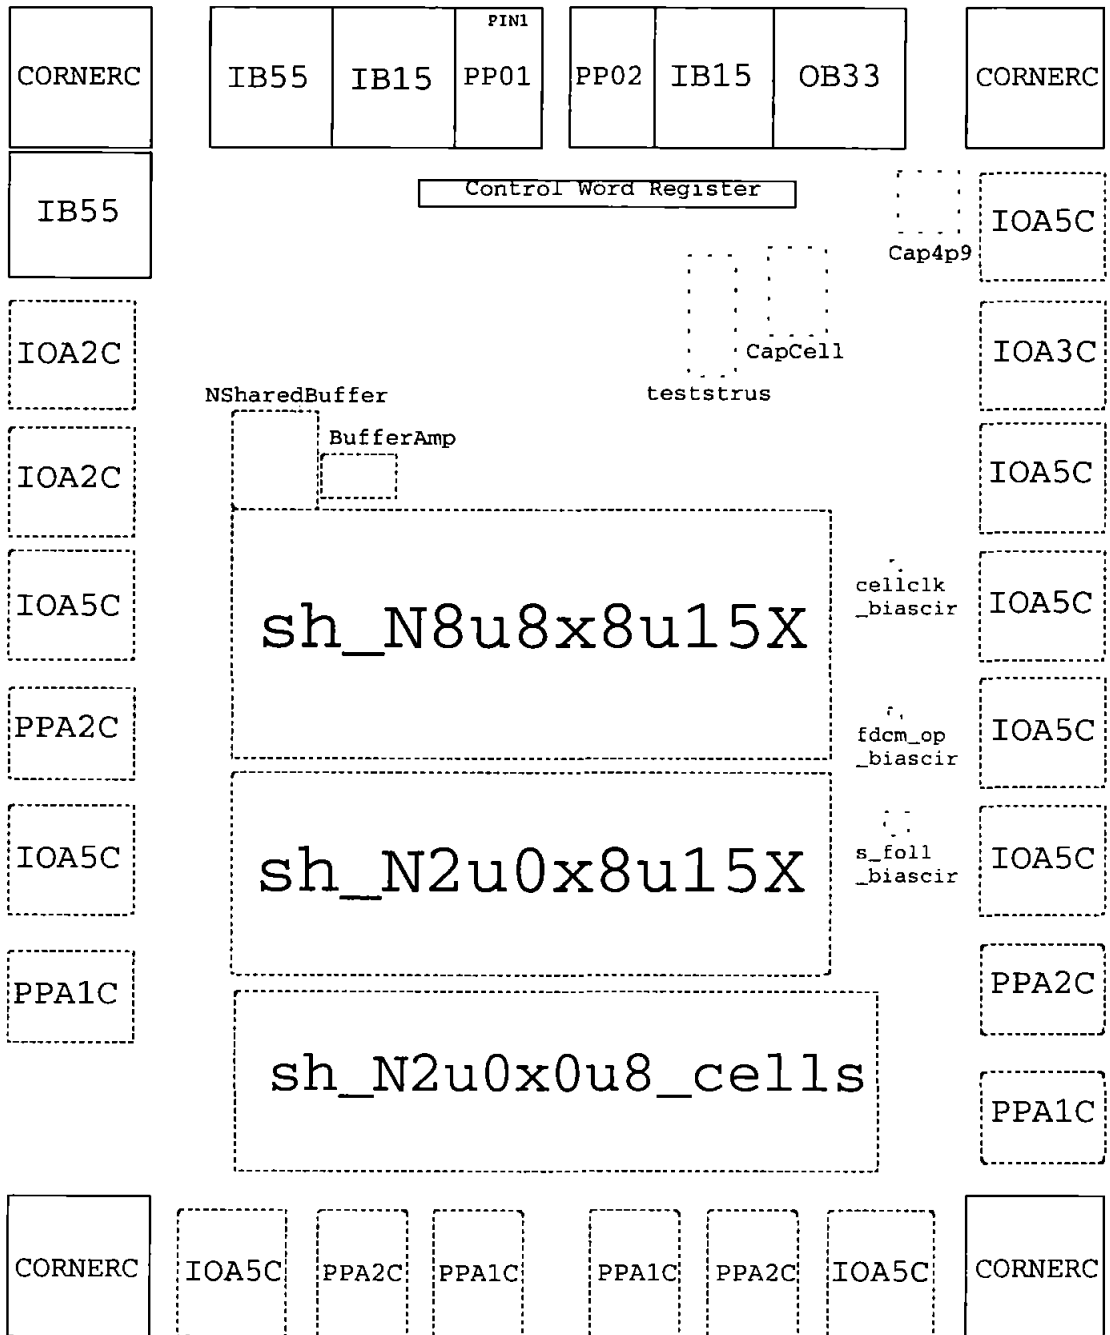 PIN1
CORNERC
IB55
IB15
PP01
PP02
IB15
OB33
CORNERC
IB55
Control Word Register
IOA5C
Cap4p9
IOA2C
CapCell
IOA3C
teststrus
NSharedBuffer
BufferAmp
IOA2C
IOA5C
cellclk
_biascir
IOA5C
sh_N8u8x8u15X
IOA5C
PPA2C
fdcm_op
_biascir
IOA5C
IOA5C
sh_N2u0x8u15X
s_foll
_biascir
IOA5C
PPA1C
PPA2C
sh_N2u0x0u8_cells
PPA1C
CORNERC
IOA5C
PPA2C
PPA1C
PPA1C
PPA2C
IOA5C
CORNERC